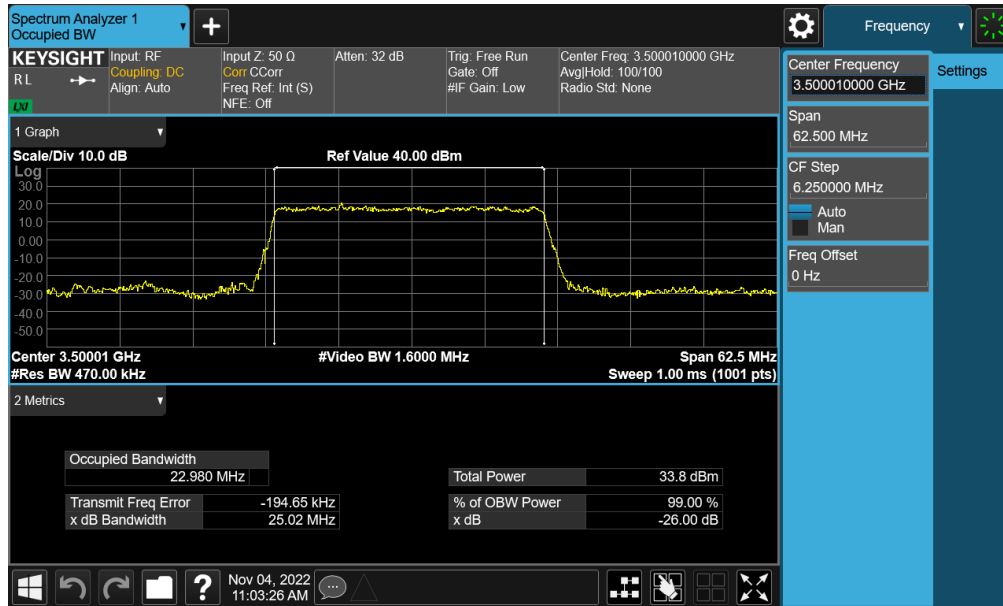 Spectrum Analyzer 1
Occupied BW
+
Frequency
KEYSIGHT
R L
LXI
Input: RF
Coupling: DC
Align: Auto
Input Z: 50 Ω
Corr CCorr
Freq Ref: Int (S)
NFE: Off
Atten: 32 dB
Trig: Free Run
Gate: Off
#IF Gain: Low
Center Freq: 3.500010000 GHz
Avg|Hold: 100/100
Radio Std: None
Center Frequency
3.500010000 GHz
Settings
Span
62.500 MHz
CF Step
6.250000 MHz
Auto
Man
Freq Offset
0 Hz
1 Graph
Scale/Div 10.0 dB
Ref Value 40.00 dBm
Log
30.0
20.0
10.0
0.00
-10.0
-20.0
-30.0
-40.0
-50.0
Center 3.50001 GHz
#Video BW 1.6000 MHz
Span 62.5 MHz
#Res BW 470.00 kHz
Sweep 1.00 ms (1001 pts)
2 Metrics
Occupied Bandwidth
22.980 MHz
Total Power 33.8 dBm
Transmit Freq Error -194.65 kHz
% of OBW Power 99.00 %
x dB Bandwidth 25.02 MHz
x dB -26.00 dB
?
Nov 04, 2022
11:03:26 AM